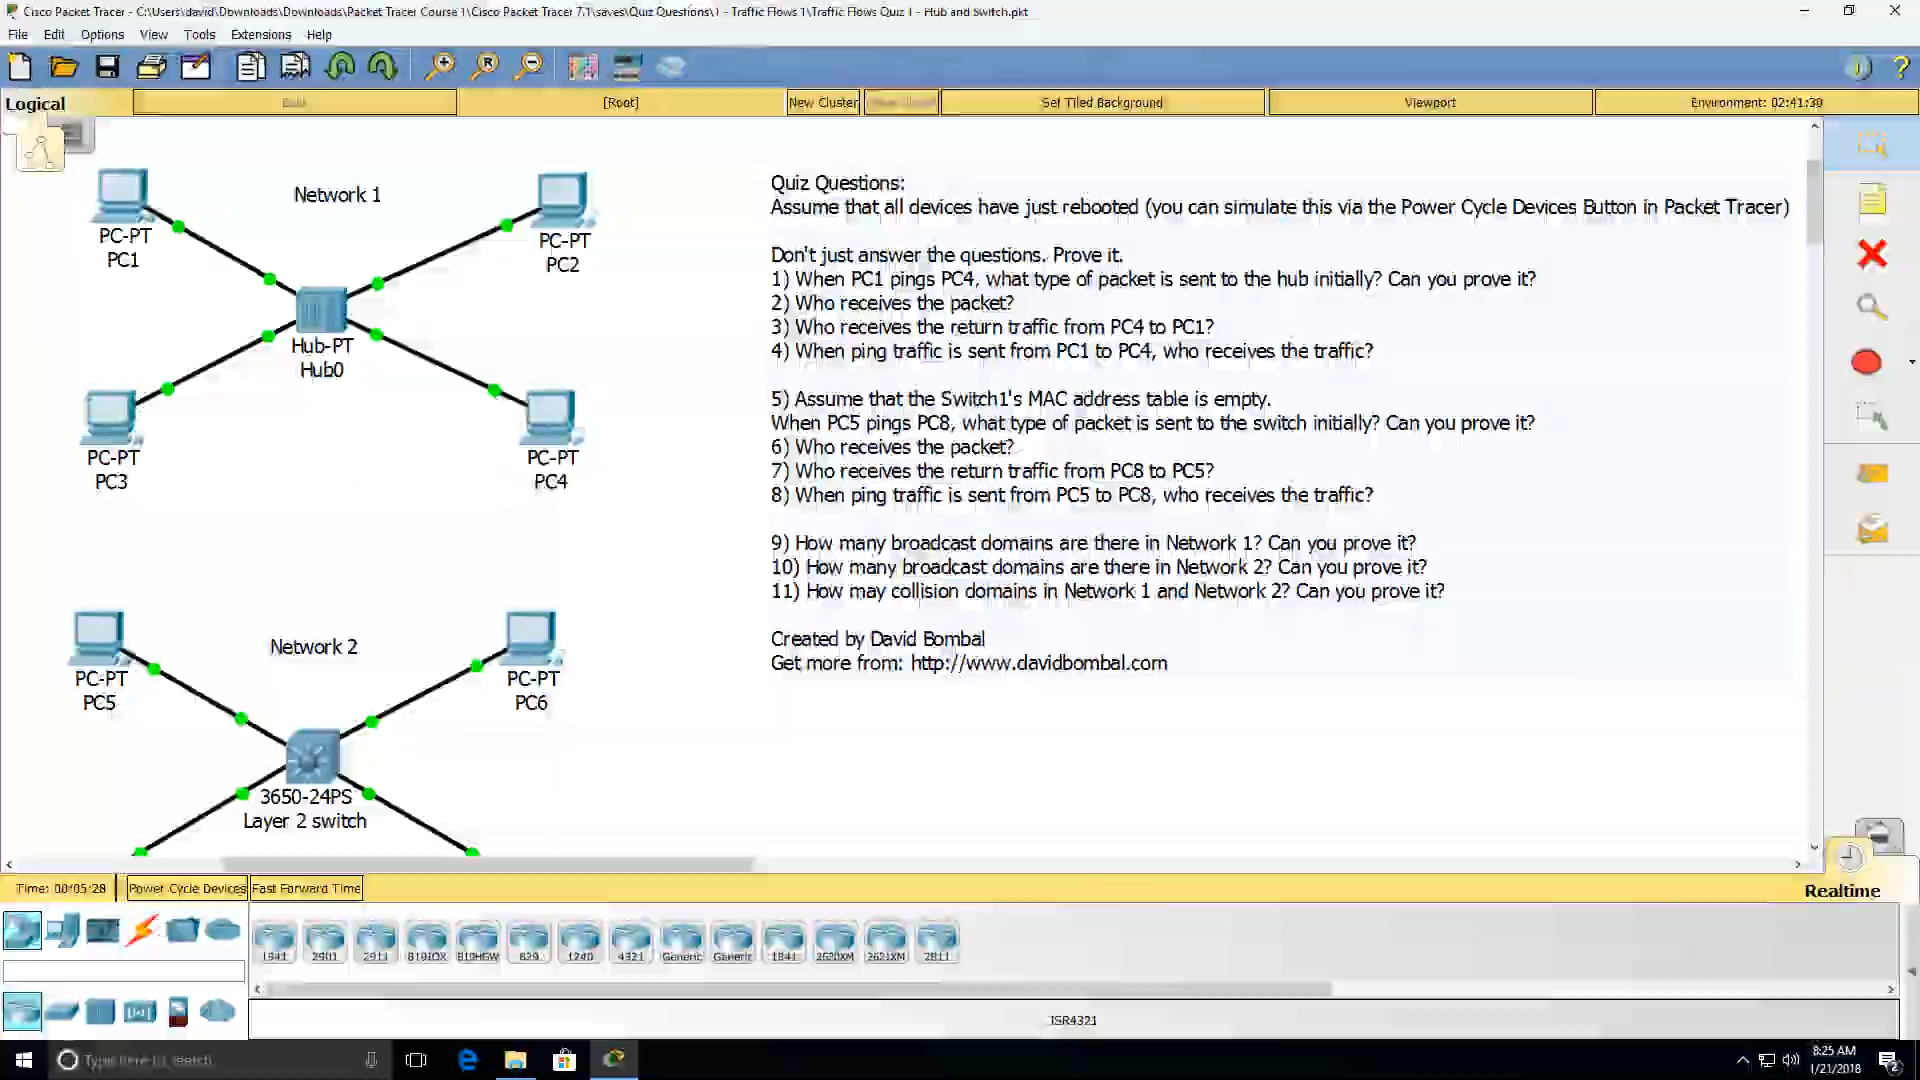 Cisco Packet Tracer - C:\Users\david\Downloads\Downloads\Packet Tracer Course 1\Cisco Packet Tracer 7.1\saves\Quiz Questions\1 - Traffic Flows 1\Traffic Flows Quiz 1 - Hub and Switch.pkt
File Edit Options View Tools Extensions Help
Logical [Root] New Cluster Set Tiled Background Viewport Environment: 02:41:30
Network 1
PC-PT
PC1
PC-PT
PC2
Hub-PT
Hub0
PC-PT
PC3
PC-PT
PC4
Network 2
PC-PT
PC5
PC-PT
PC6
3650-24PS
Layer 2 switch
Quiz Questions:
Assume that all devices have just rebooted (you can simulate this via the Power Cycle Devices Button in Packet Tracer)
Don't just answer the questions. Prove it.
1) When PC1 pings PC4, what type of packet is sent to the hub initially? Can you prove it?
2) Who receives the packet?
3) Who receives the return traffic from PC4 to PC1?
4) When ping traffic is sent from PC1 to PC4, who receives the traffic?
5) Assume that the Switch1's MAC address table is empty.
When PC5 pings PC8, what type of packet is sent to the switch initially? Can you prove it?
6) Who receives the packet?
7) Who receives the return traffic from PC8 to PC5?
8) When ping traffic is sent from PC5 to PC8, who receives the traffic?
9) How many broadcast domains are there in Network 1? Can you prove it?
10) How many broadcast domains are there in Network 2? Can you prove it?
11) How may collision domains in Network 1 and Network 2? Can you prove it?
Created by David Bombal
Get more from: http://www.davidbombal.com
Time: 00:05:28 Power Cycle Devices Fast Forward Time
Realtime
1941 2901 2911 819IOX 819HGW 829 1240 4321 Generic Generic 1841 2620XM 2621XM 2811
ISR4321
Type here to search
8:25 AM
1/21/2018